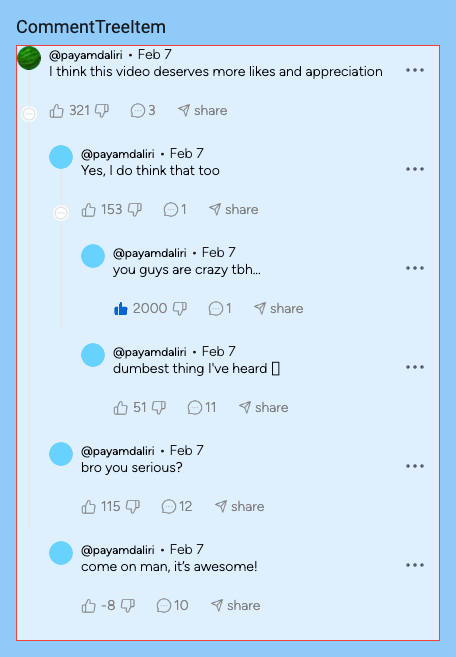 CommentTreeItem
@payamdaliri • Feb 7
I think this video deserves more likes and appreciation
321 3 share
@payamdaliri • Feb 7
Yes, I do think that too
153 1 share
@payamdaliri • Feb 7
you guys are crazy tbh...
2000 1 share
@payamdaliri • Feb 7
dumbest thing I've heard ▯
51 11 share
@payamdaliri • Feb 7
bro you serious?
115 12 share
@payamdaliri • Feb 7
come on man, it's awesome!
-8 10 share